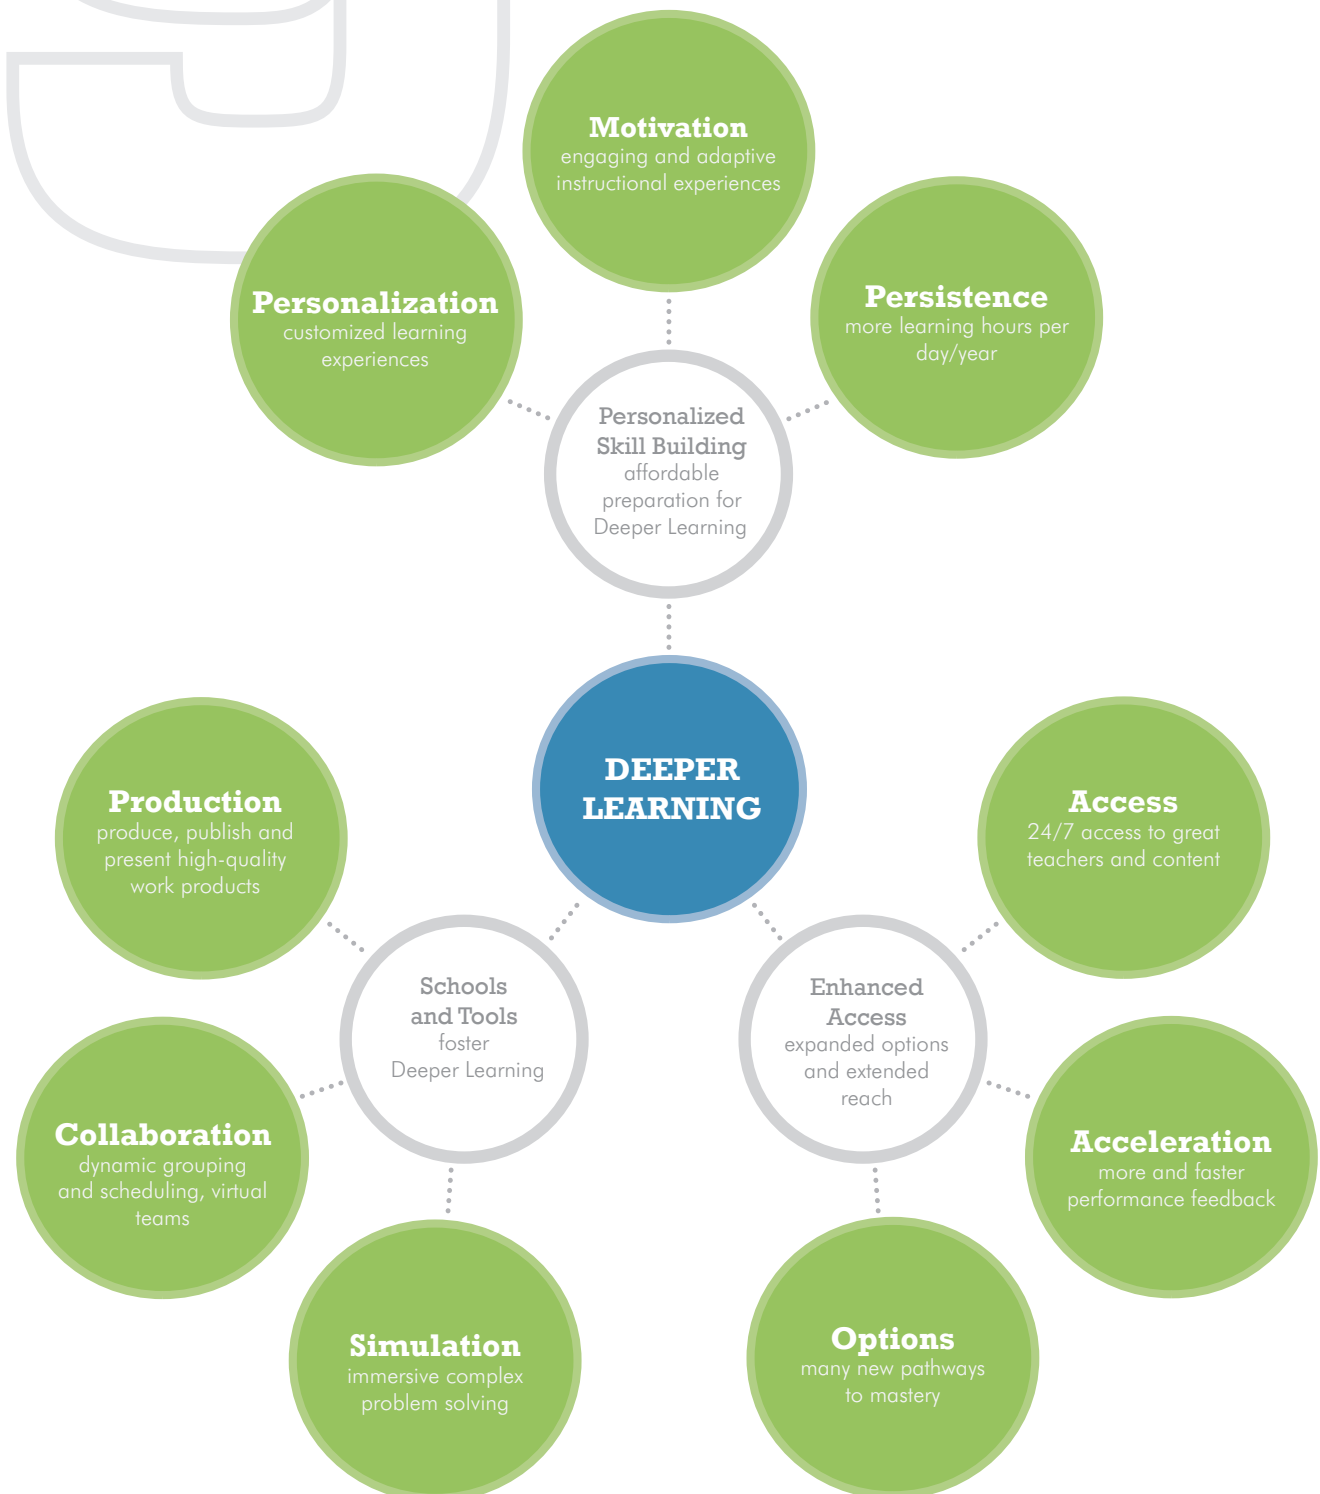 Motivation
engaging and adaptive
instructional experiences
Personalization
customized learning
experiences
Persistence
more learning hours per
day/year
Personalized
Skill Building
affordable
preparation for
Deeper Learning
DEEPER
LEARNING
Production
produce, publish and
present high-quality
work products
Access
24/7 access to great
teachers and content
Schools
and Tools
foster
Deeper Learning
Enhanced
Access
expanded options
and extended
reach
Collaboration
dynamic grouping
and scheduling, virtual
teams
Acceleration
more and faster
performance feedback
Simulation
immersive complex
problem solving
Options
many new pathways
to mastery